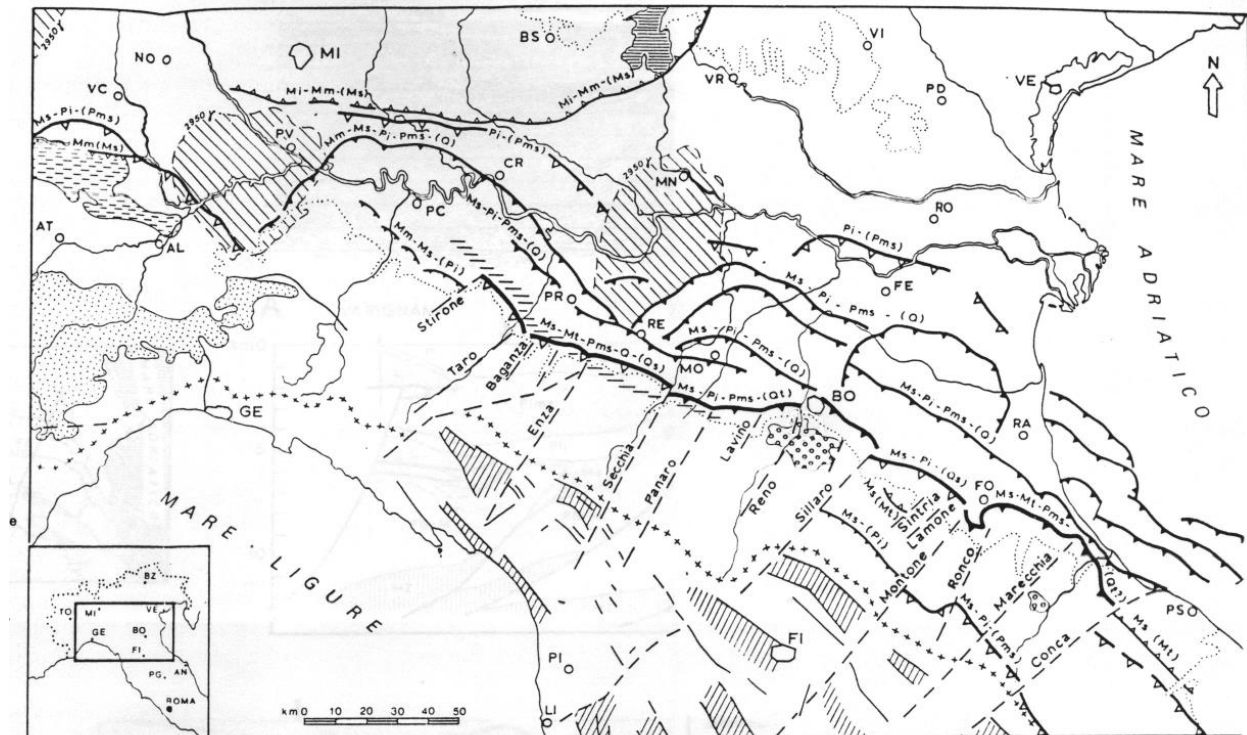 2950γ
NO
MI
BS
VI
VR
PD
VE
N
VC
Mi-Mm-(Ms)
Mi-Mm-(Ms)
Ms-Pi-(Pms)
Mm(Ms)
2950γ
PV
Mm-Ms-Pi-Pms-(Q)
Pi-(Pms)
CR
2950γ
MN
MARE ADRIATICO
AT
AL
PC
RO
Ms-Pi-Pms-(Q)
Mm-Ms-(Pi)
Pi-(Pms)
FE
Stirone
PR
RE
Ms-Pi-Pms-(Q)
Ms-Mt-Pms-Q-(Qs)
Ms-Pi-Pms-(Q)
MO
Taro
Baganza
Enza
Ms-Pi-Pms-(Qt)
BO
GE
Secchia
Panaro
Lavino
Reno
Sillaro
Ms-Pi-Pms-(Q)
RA
Ms-Pi-(Qs)
FO
Ms-Mt-Pms-
(Qt?)
Ms(Mt)
Sintria
Lamone
Ms-(Pi)
Montone
Ronco
Marecchia
Ms-Pi(Pms)
Conca
Ms(Mt)
PS
MARE LIGURE
FI
PI
LI
BZ
TO
MI
VE
GE
BO
FI
PG
AN
ROMA
km 0 10 20 30 40 50
e